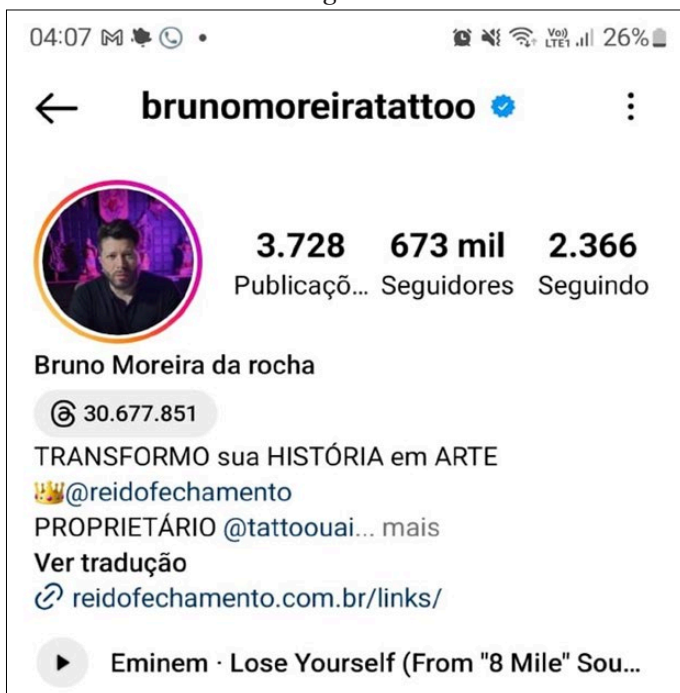 04:07 26%
brunomoreiratattoo
3.728 673 mil 2.366
Publicaçõ... Seguidores Seguindo
Bruno Moreira da rocha
30.677.851
TRANSFORMO sua HISTÓRIA em ARTE
👑@reidofechamento
PROPRIETÁRIO @tattoouai... mais
Ver tradução
reidofechamento.com.br/links/
Eminem · Lose Yourself (From "8 Mile" Sou...